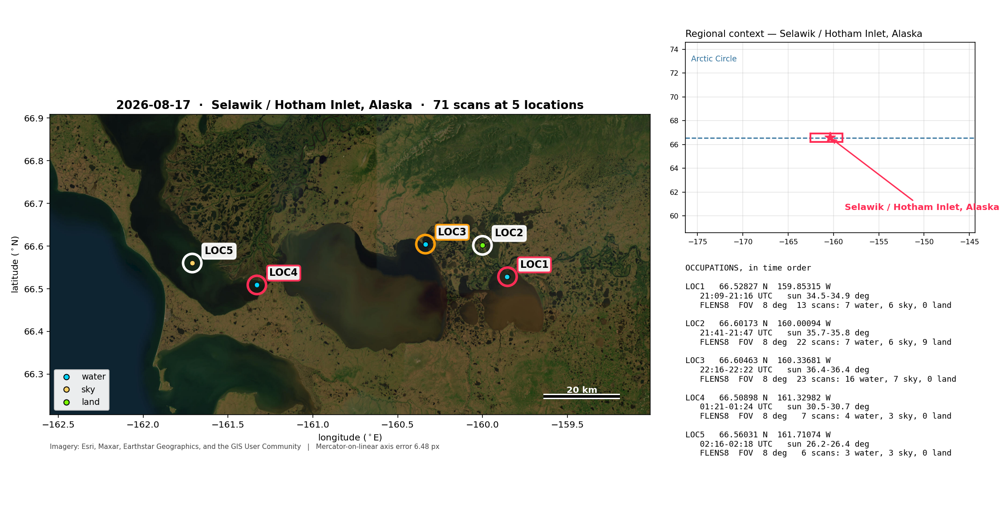 2026-08-17  ·  Selawik / Hotham Inlet, Alaska  ·  71 scans at 5 locations
66.9
66.8
66.7
66.6
66.5
66.4
66.3
latitude (°N)
LOC5
LOC4
LOC3
LOC2
LOC1
water
sky
land
20 km
−162.5
−162.0
−161.5
−161.0
−160.5
−160.0
−159.5
longitude (°E)
Imagery: Esri, Maxar, Earthstar Geographics, and the GIS User Community   |   Mercator-on-linear axis error 6.48 px
Regional context — Selawik / Hotham Inlet, Alaska
74
72
70
68
66
64
62
60
Arctic Circle
Selawik / Hotham Inlet, Alaska
−175
−170
−165
−160
−155
−150
−145
OCCUPATIONS, in time order
LOC1   66.52827 N  159.85315 W
21:09-21:16 UTC   sun 34.5-34.9 deg
FLENS8  FOV  8 deg  13 scans: 7 water, 6 sky, 0 land
LOC2   66.60173 N  160.00094 W
21:41-21:47 UTC   sun 35.7-35.8 deg
FLENS8  FOV  8 deg  22 scans: 7 water, 6 sky, 9 land
LOC3   66.60463 N  160.33681 W
22:16-22:22 UTC   sun 36.4-36.4 deg
FLENS8  FOV  8 deg  23 scans: 16 water, 7 sky, 0 land
LOC4   66.50898 N  161.32982 W
01:21-01:24 UTC   sun 30.5-30.7 deg
FLENS8  FOV  8 deg   7 scans: 4 water, 3 sky, 0 land
LOC5   66.56031 N  161.71074 W
02:16-02:18 UTC   sun 26.2-26.4 deg
FLENS8  FOV  8 deg   6 scans: 3 water, 3 sky, 0 land